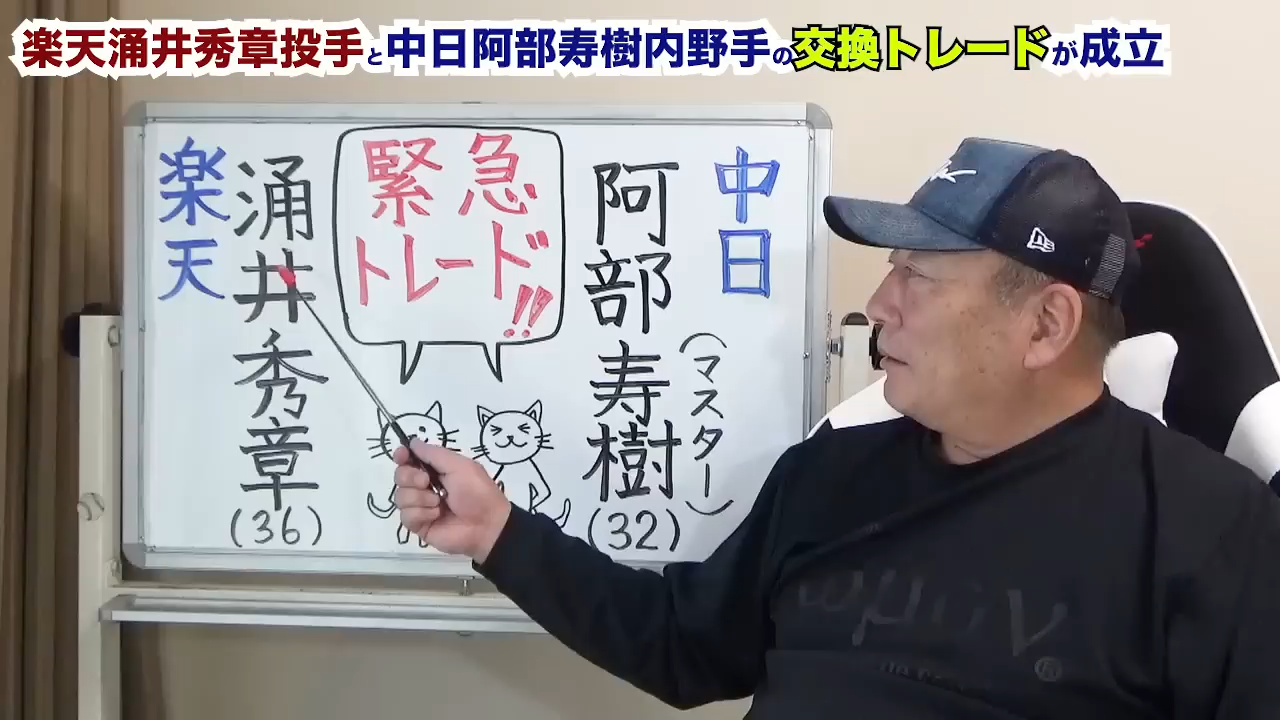 楽天涌井秀章投手と中日阿部寿樹内野手の交換トレードが成立
中日
阿部寿樹
(マスター)
(32)
緊急
トレード!!
楽天
涌井秀章
(36)